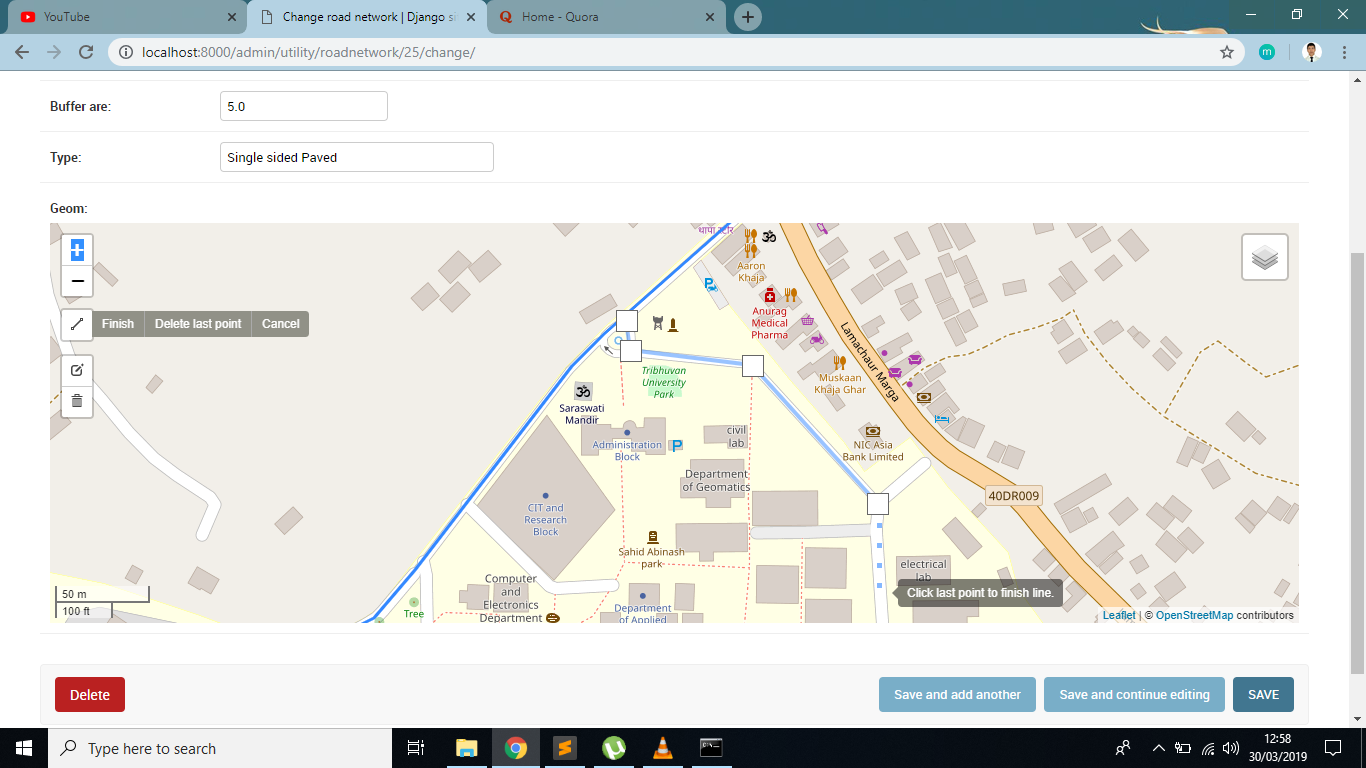 YouTube
Change road network | Django si
Home - Quora
localhost:8000/admin/utility/roadnetwork/25/change/
m
Buffer are:
5.0
Type:
Single sided Paved
Geom:
+
−
Finish
Delete last point
Cancel
थापा स्टोर
Aaron
Khaja
Anurag
Medical
Pharma
Lamachaur Marga
Muskaan
Khaja Ghar
Tribhuvan
University
Park
Saraswati
Mandir
Administration
Block
P
P
civil
lab
NIC Asia
Bank Limited
Department
of Geomatics
40DR009
CIT and
Research
Block
Sahid Abinash
park
electrical
lab
Computer
and
Electronics
Department
Department
of Applied
Tree
Click last point to finish line.
50 m
100 ft
Leaflet | © OpenStreetMap contributors
Delete
Save and add another
Save and continue editing
SAVE
Type here to search
12:58
30/03/2019